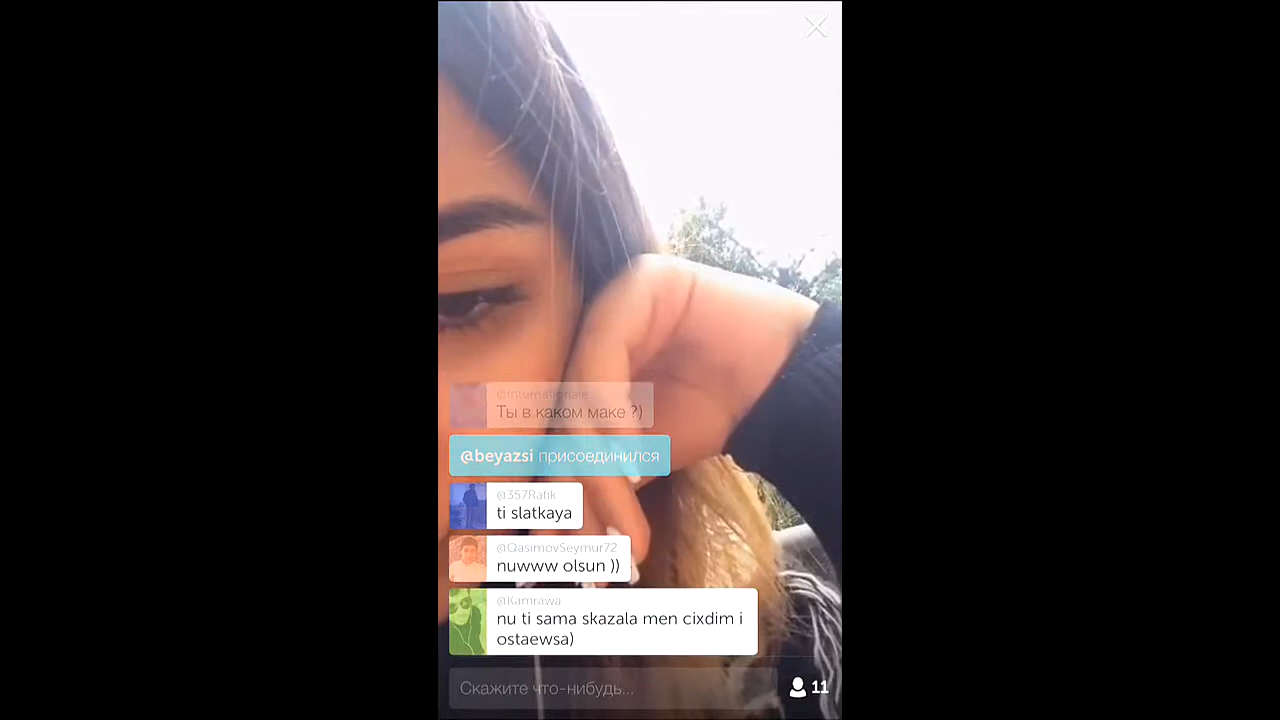 @Internationale
Ты в каком маке ?)
@beyazsi присоединился
@357Rafik
ti slatkaya
@QasimovSeymur72
nuwww olsun ))
@Kamrawa
nu ti sama skazala men cixdim i
ostaewsa)
Скажите что-нибудь...
11